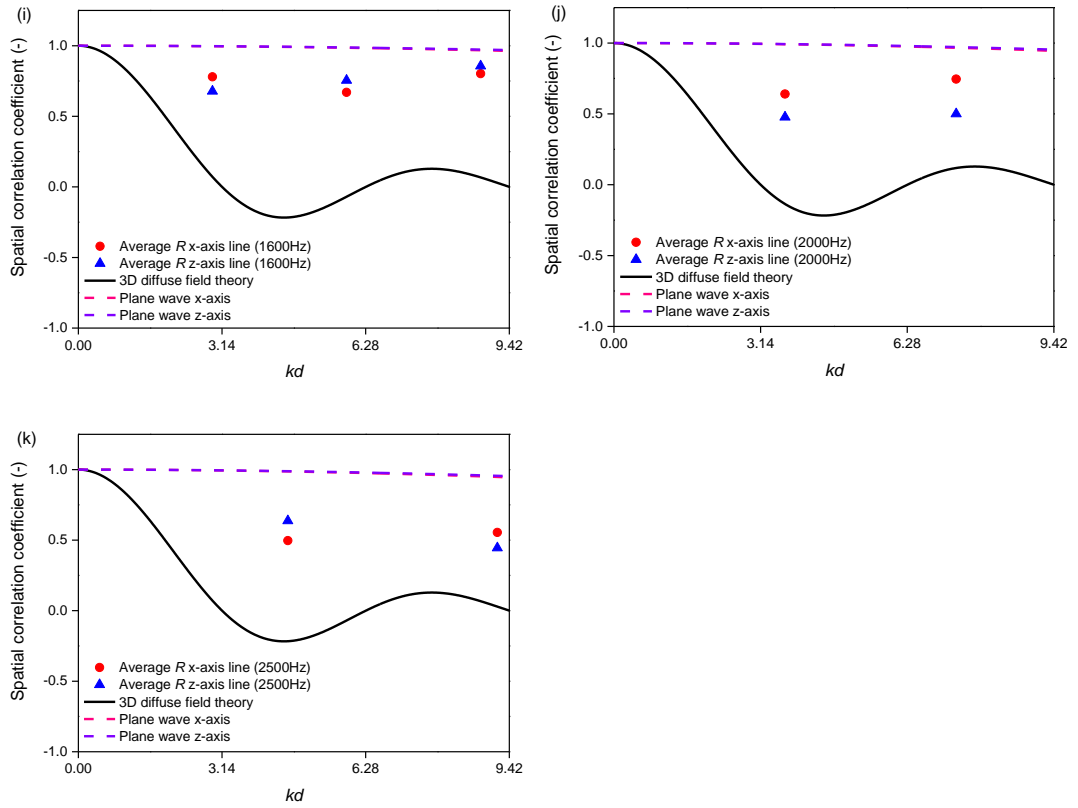 (i)
Spatial correlation coefficient (-)
1.0
0.5
0.0
-0.5
-1.0
Average R x-axis line (1600Hz)
Average R z-axis line (1600Hz)
3D diffuse field theory
Plane wave x-axis
Plane wave z-axis
0.00 3.14 6.28 9.42
kd
(j)
Spatial correlation coefficient (-)
1.0
0.5
0.0
-0.5
-1.0
Average R x-axis line (2000Hz)
Average R z-axis line (2000Hz)
3D diffuse field theory
Plane wave x-axis
Plane wave z-axis
0.00 3.14 6.28 9.42
kd
(k)
Spatial correlation coefficient (-)
1.0
0.5
0.0
-0.5
-1.0
Average R x-axis line (2500Hz)
Average R z-axis line (2500Hz)
3D diffuse field theory
Plane wave x-axis
Plane wave z-axis
0.00 3.14 6.28 9.42
kd